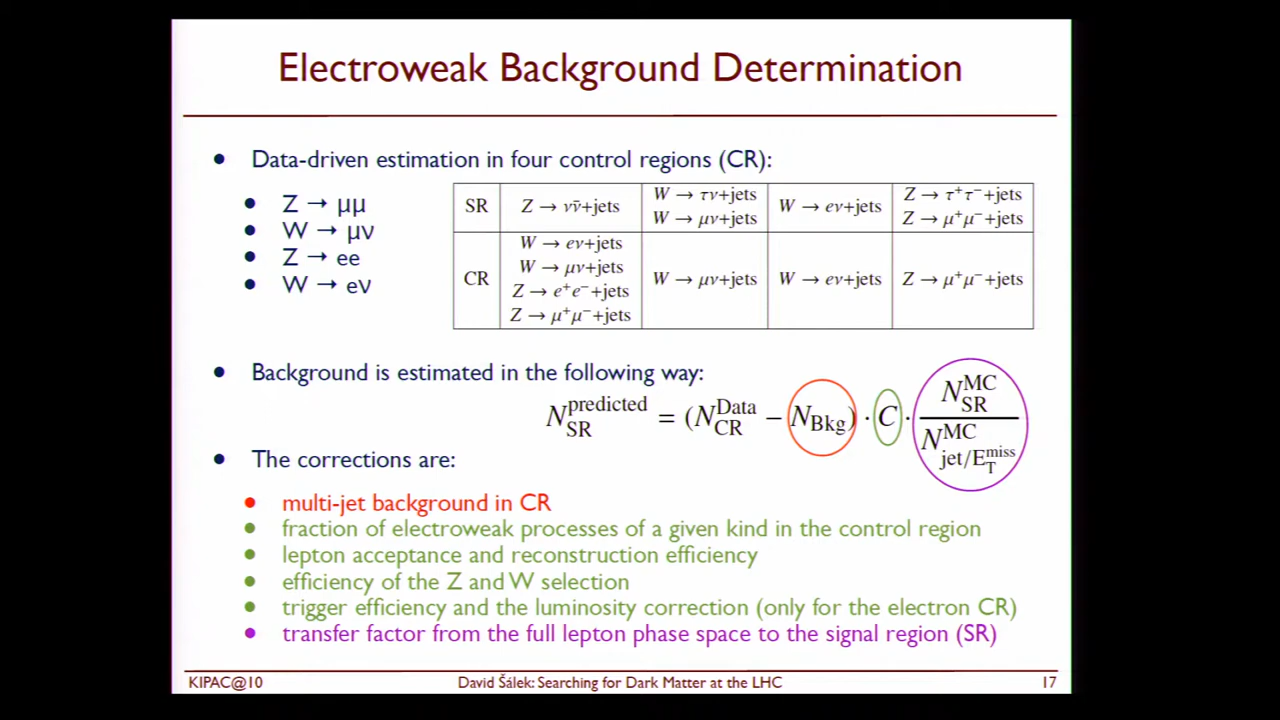 Electroweak Background Determination
• Data-driven estimation in four control regions (CR):
• Z → μμ
• W → μν
• Z → ee
• W → eν
SR Z → νν̄+jets W → τν+jets W → μν+jets W → eν+jets Z → τ⁺τ⁻+jets Z → μ⁺μ⁻+jets
CR W → eν+jets W → μν+jets Z → e⁺e⁻+jets Z → μ⁺μ⁻+jets W → μν+jets W → eν+jets Z → μ⁺μ⁻+jets
• Background is estimated in the following way:
N_SR^predicted = (N_CR^Data − N_Bkg) · C · N_SR^MC / N_jet/E_T^miss^MC
• The corrections are:
• multi-jet background in CR
• fraction of electroweak processes of a given kind in the control region
• lepton acceptance and reconstruction efficiency
• efficiency of the Z and W selection
• trigger efficiency and the luminosity correction (only for the electron CR)
• transfer factor from the full lepton phase space to the signal region (SR)
KIPAC@10 David Šálek: Searching for Dark Matter at the LHC 17